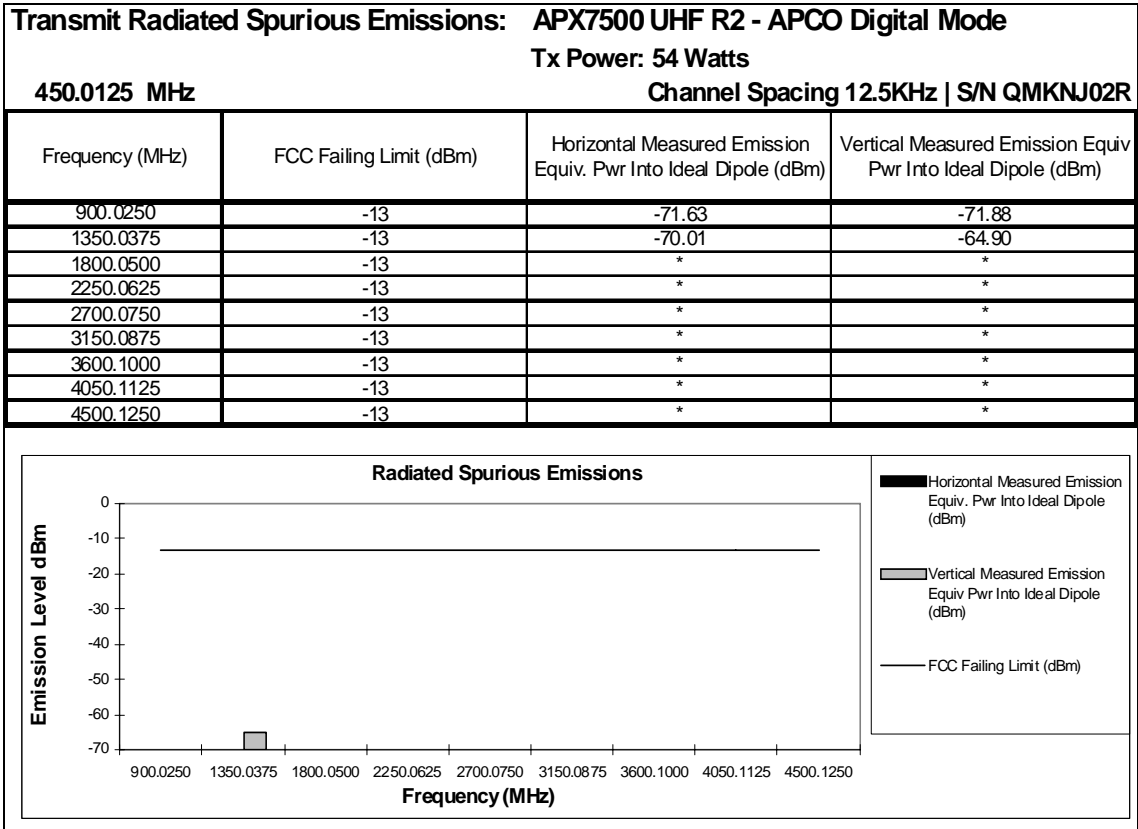 Transmit Radiated Spurious Emissions: APX7500 UHF R2 - APCO Digital Mode
Tx Power: 54 Watts
450.0125 MHz Channel Spacing 12.5KHz | S/N QMKNJ02R
Frequency (MHz) FCC Failing Limit (dBm) Horizontal Measured Emission Equiv. Pwr Into Ideal Dipole (dBm) Vertical Measured Emission Equiv Pwr Into Ideal Dipole (dBm)
900.0250 -13 -71.63 -71.88
1350.0375 -13 -70.01 -64.90
1800.0500 -13 * *
2250.0625 -13 * *
2700.0750 -13 * *
3150.0875 -13 * *
3600.1000 -13 * *
4050.1125 -13 * *
4500.1250 -13 * *
Radiated Spurious Emissions
Emission Level dBm
0
-10
-20
-30
-40
-50
-60
-70
900.0250 1350.0375 1800.0500 2250.0625 2700.0750 3150.0875 3600.1000 4050.1125 4500.1250
Frequency (MHz)
Horizontal Measured Emission
Equiv. Pwr Into Ideal Dipole
(dBm)
Vertical Measured Emission
Equiv Pwr Into Ideal Dipole
(dBm)
FCC Failing Limit (dBm)